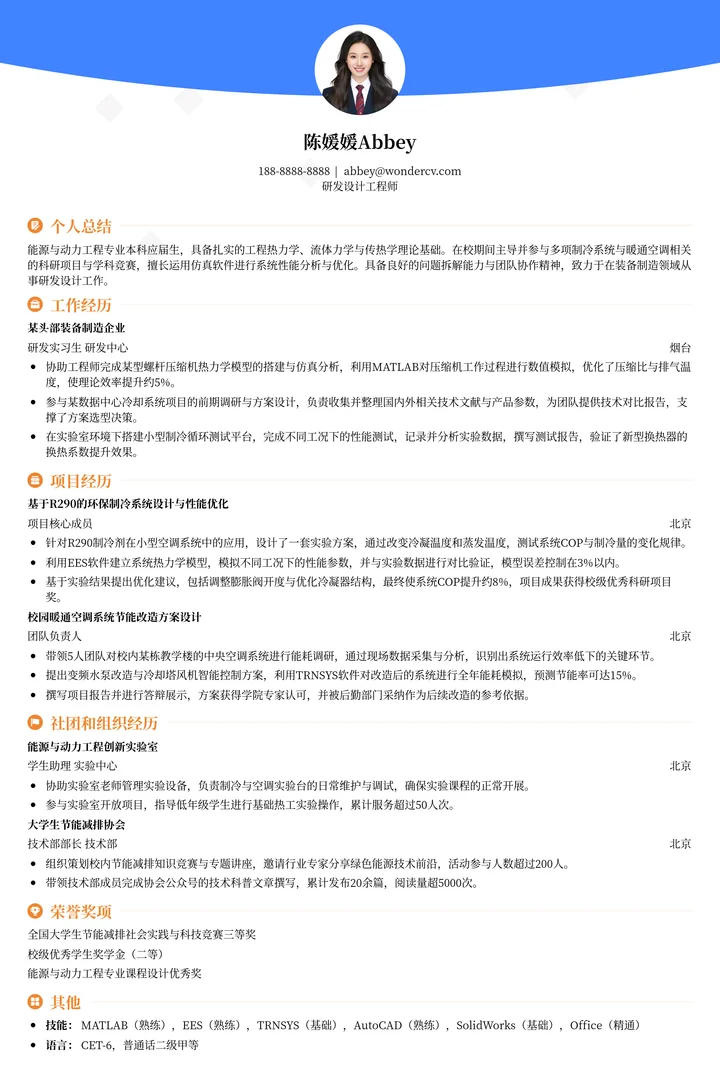 陈媛媛Abbey
188-8888-8888 | abbey@wondercv.com
研发设计工程师
个人总结
能源与动力工程专业本科应届生，具备扎实的工程热力学、流体力学与传热学理论基础。在校期间主导并参与多项制冷系统与暖通空调相关
的科研项目与学科竞赛，擅长运用仿真软件进行系统性能分析与优化。具备良好的问题拆解能力与团队协作精神，致力于在装备制造领域从
事研发设计工作。
工作经历
某头部装备制造企业
研发实习生 研发中心 烟台
• 协助工程师完成某型螺杆压缩机热力学模型的搭建与仿真分析，利用MATLAB对压缩机工作过程进行数值模拟，优化了压缩比与排气温
度，使理论效率提升约5%。
• 参与某数据中心冷却系统项目的前期调研与方案设计，负责收集并整理国内外相关技术文献与产品参数，为团队提供技术对比报告，支
撑了方案选型决策。
• 在实验室环境下搭建小型制冷循环测试平台，完成不同工况下的性能测试，记录并分析实验数据，撰写测试报告，验证了新型换热器的
换热系数提升效果。
项目经历
基于R290的环保制冷系统设计与性能优化
项目核心成员 北京
• 针对R290制冷剂在小型空调系统中的应用，设计了一套实验方案，通过改变冷凝温度和蒸发温度，测试系统COP与制冷量的变化规律。
• 利用EES软件建立系统热力学模型，模拟不同工况下的性能参数，并与实验数据进行对比验证，模型误差控制在3%以内。
• 基于实验结果提出优化建议，包括调整膨胀阀开度与优化冷凝器结构，最终使系统COP提升约8%，项目成果获得校级优秀科研项目
奖。
校园暖通空调系统节能改造方案设计
团队负责人 北京
• 带领5人团队对校内某栋教学楼的中央空调系统进行能耗调研，通过现场数据采集与分析，识别出系统运行效率低下的关键环节。
• 提出变频水泵改造与冷却塔风机智能控制方案，利用TRNSYS软件对改造后的系统进行全年能耗模拟，预测节能率可达15%。
• 撰写项目报告并进行答辩展示，方案获得学院专家认可，并被后勤部门采纳作为后续改造的参考依据。
社团和组织经历
能源与动力工程创新实验室
学生助理 实验中心 北京
• 协助实验室老师管理实验设备，负责制冷与空调实验台的日常维护与调试，确保实验课程的正常开展。
• 参与实验室开放项目，指导低年级学生进行基础热工实验操作，累计服务超过50人次。
大学生节能减排协会
技术部部长 技术部 北京
• 组织策划校内节能减排知识竞赛与专题讲座，邀请行业专家分享绿色能源技术前沿，活动参与人数超过200人。
• 带领技术部成员完成协会公众号的技术科普文章撰写，累计发布20余篇，阅读量超5000次。
荣誉奖项
全国大学生节能减排社会实践与科技竞赛三等奖
校级优秀学生奖学金（二等）
能源与动力工程专业课程设计优秀奖
其他
• 技能： MATLAB（熟练），EES（熟练），TRNSYS（基础），AutoCAD（熟练），SolidWorks（基础），Office（精通）
• 语言： CET-6，普通话二级甲等